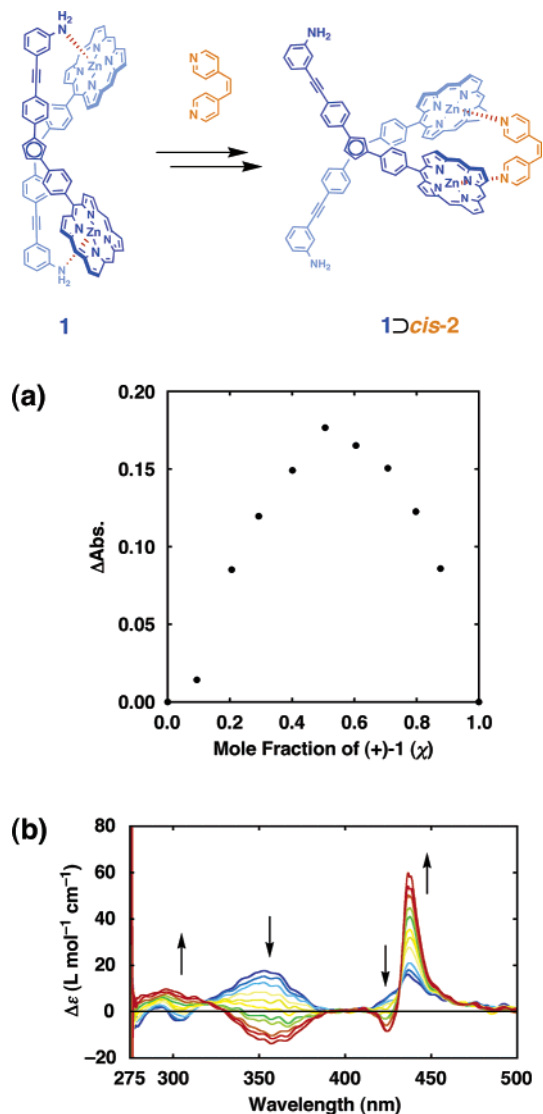 NH2
N
Zn
N N
N N
Zn
N N
N N
N
H2
1
N
N
NH2
Zn
N N
N N
N
Zn
N N
N N
N
NH2
1⊃cis-2
(a)
0.20
0.15
ΔAbs.
0.10
0.05
0.00
0.0 0.2 0.4 0.6 0.8 1.0
Mole Fraction of (+)-1 (χ)
(b)
80
60
Δε (L mol−1 cm−1)
40
20
0
−20
275 300 350 400 450 500
Wavelength (nm)